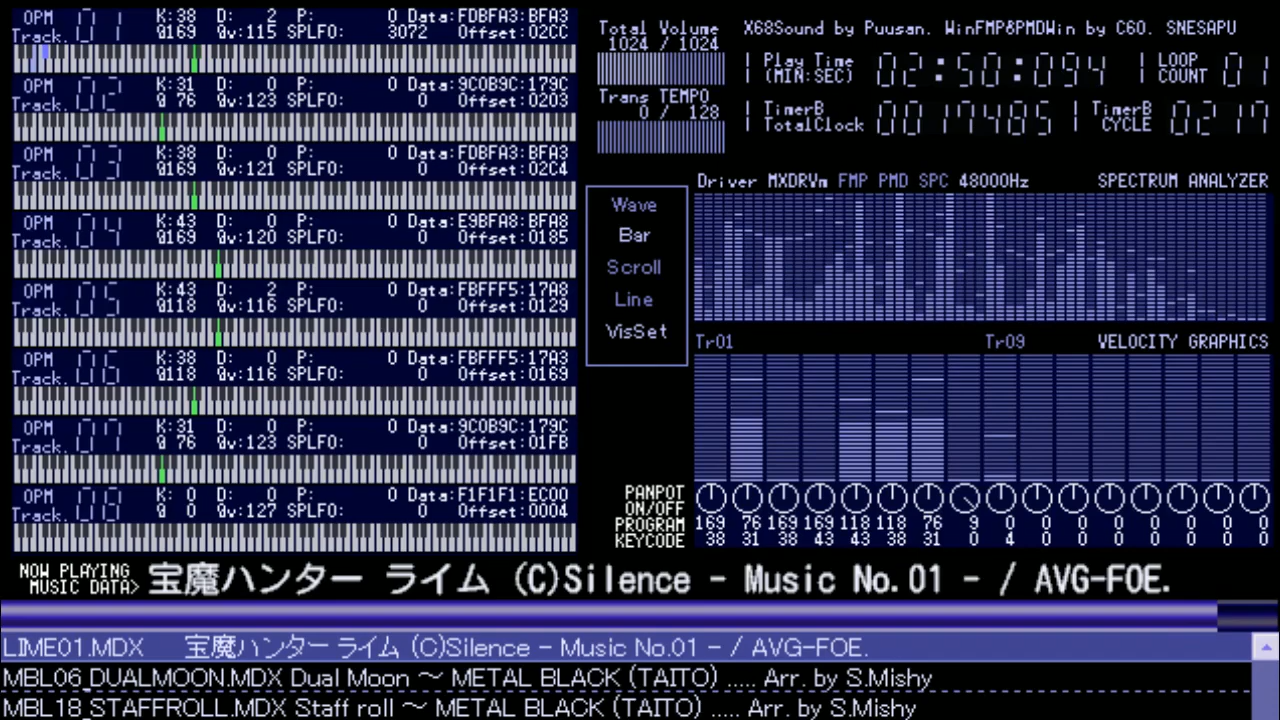 OPM Track. 01 K: 38 D: 2 P: 0 Data:FDBFA3:BFA3
@169 @v:115 SPLFO: 3072 Offset:02CC
OPM Track. 02 K: 31 D: 0 P: 0 Data:9C0B9C:179C
@ 76 @v:123 SPLFO: 0 Offset:0203
OPM Track. 03 K: 38 D: 0 P: 0 Data:FDBFA3:BFA3
@169 @v:121 SPLFO: 0 Offset:02C4
OPM Track. 04 K: 43 D: 0 P: 0 Data:E9BFA8:BFA8
@169 @v:120 SPLFO: 0 Offset:0185
OPM Track. 05 K: 43 D: 2 P: 0 Data:FBFFF5:17A8
@118 @v:116 SPLFO: 0 Offset:0129
OPM Track. 06 K: 38 D: 0 P: 0 Data:FBFFF5:17A3
@118 @v:116 SPLFO: 0 Offset:0169
OPM Track. 07 K: 31 D: 0 P: 0 Data:9C0B9C:179C
@ 76 @v:123 SPLFO: 0 Offset:01FB
OPM Track. 08 K: 0 D: 0 P: 0 Data:F1F1F1:EC00
@ 0 @v:127 SPLFO: 0 Offset:0004
Total Volume
1024 / 1024
Trans TEMPO
0 / 128
X68Sound by Puusan. WinFMP&PMDWin by C60. SNESAPU
Play Time (MIN:SEC) 02:50:094 LOOP COUNT 01
TimerB TotalClock 0017485 TimerB CYCLE 0217
Wave
Bar
Scroll
Line
VisSet
Driver MXDRVm FMP PMD SPC 48000Hz SPECTRUM ANALYZER
Tr01 Tr09 VELOCITY GRAPHICS
PANPOT
ON/OFF
PROGRAM 169 76 169 169 118 118 76 9 0 0 0 0 0 0 0 0
KEYCODE 38 31 38 43 43 38 31 0 4 0 0 0 0 0 0 0
NOW PLAYING
MUSIC DATA> 宝魔ハンター ライム (C)Silence - Music No.01 - / AVG-FOE.
LIME01.MDX 宝魔ハンター ライム (C)Silence - Music No.01 - / AVG-FOE.
MBL06_DUALMOON.MDX Dual Moon ～ METAL BLACK (TAITO) ..... Arr. by S.Mishy
MBL18_STAFFROLL.MDX Staff roll ～ METAL BLACK (TAITO) ..... Arr. by S.Mishy